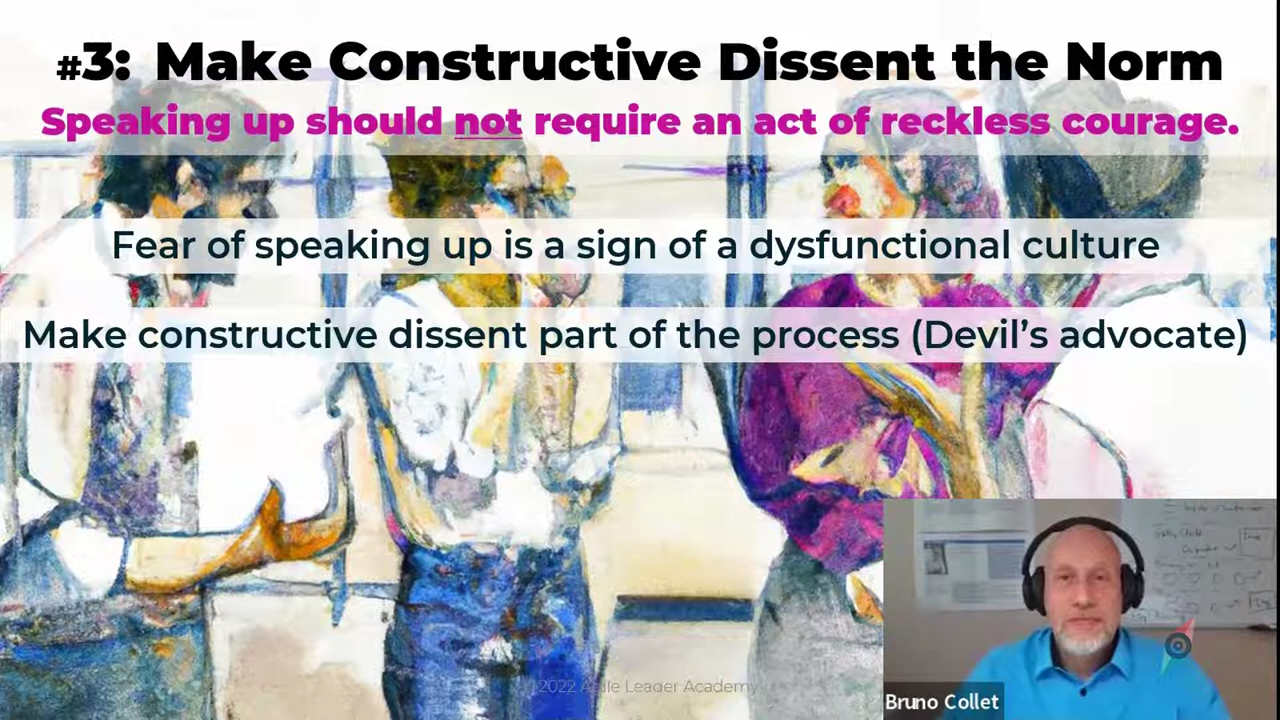 #3: Make Constructive Dissent the Norm
Speaking up should not require an act of reckless courage.
Fear of speaking up is a sign of a dysfunctional culture
Make constructive dissent part of the process (Devil’s advocate)
2022 Agile Leader Academy
Bruno Collet